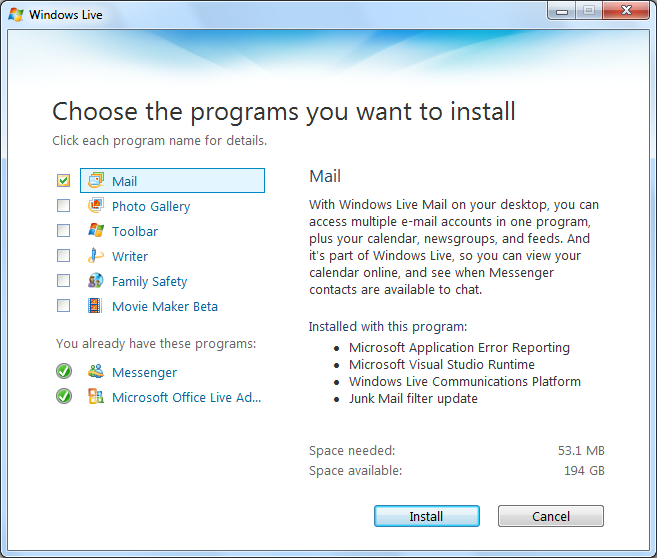 Windows Live
Choose the programs you want to install
Click each program name for details.
Mail
Photo Gallery
Toolbar
Writer
Family Safety
Movie Maker Beta
You already have these programs:
Messenger
Microsoft Office Live Ad...
Mail
With Windows Live Mail on your desktop, you can
access multiple e-mail accounts in one program,
plus your calendar, newsgroups, and feeds. And
it's part of Windows Live, so you can view your
calendar online, and see when Messenger
contacts are available to chat.
Installed with this program:
• Microsoft Application Error Reporting
• Microsoft Visual Studio Runtime
• Windows Live Communications Platform
• Junk Mail filter update
Space needed: 53.1 MB
Space available: 194 GB
Install Cancel